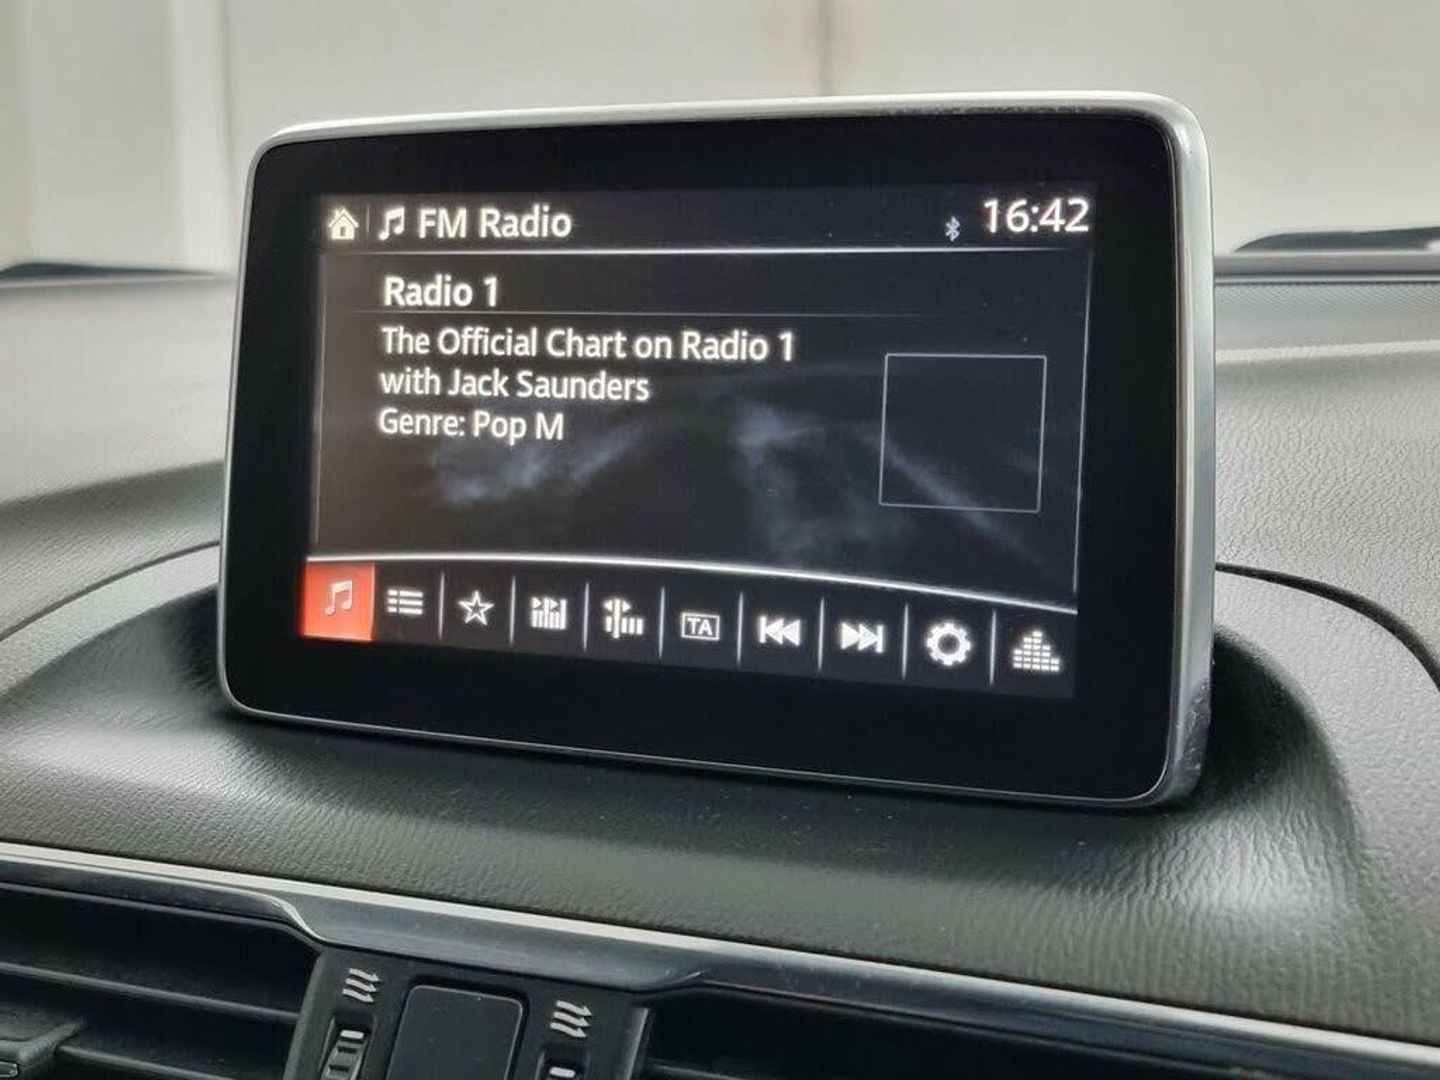 FM Radio 16:42
Radio 1
The Official Chart on Radio 1
with Jack Saunders
Genre: Pop M
TA